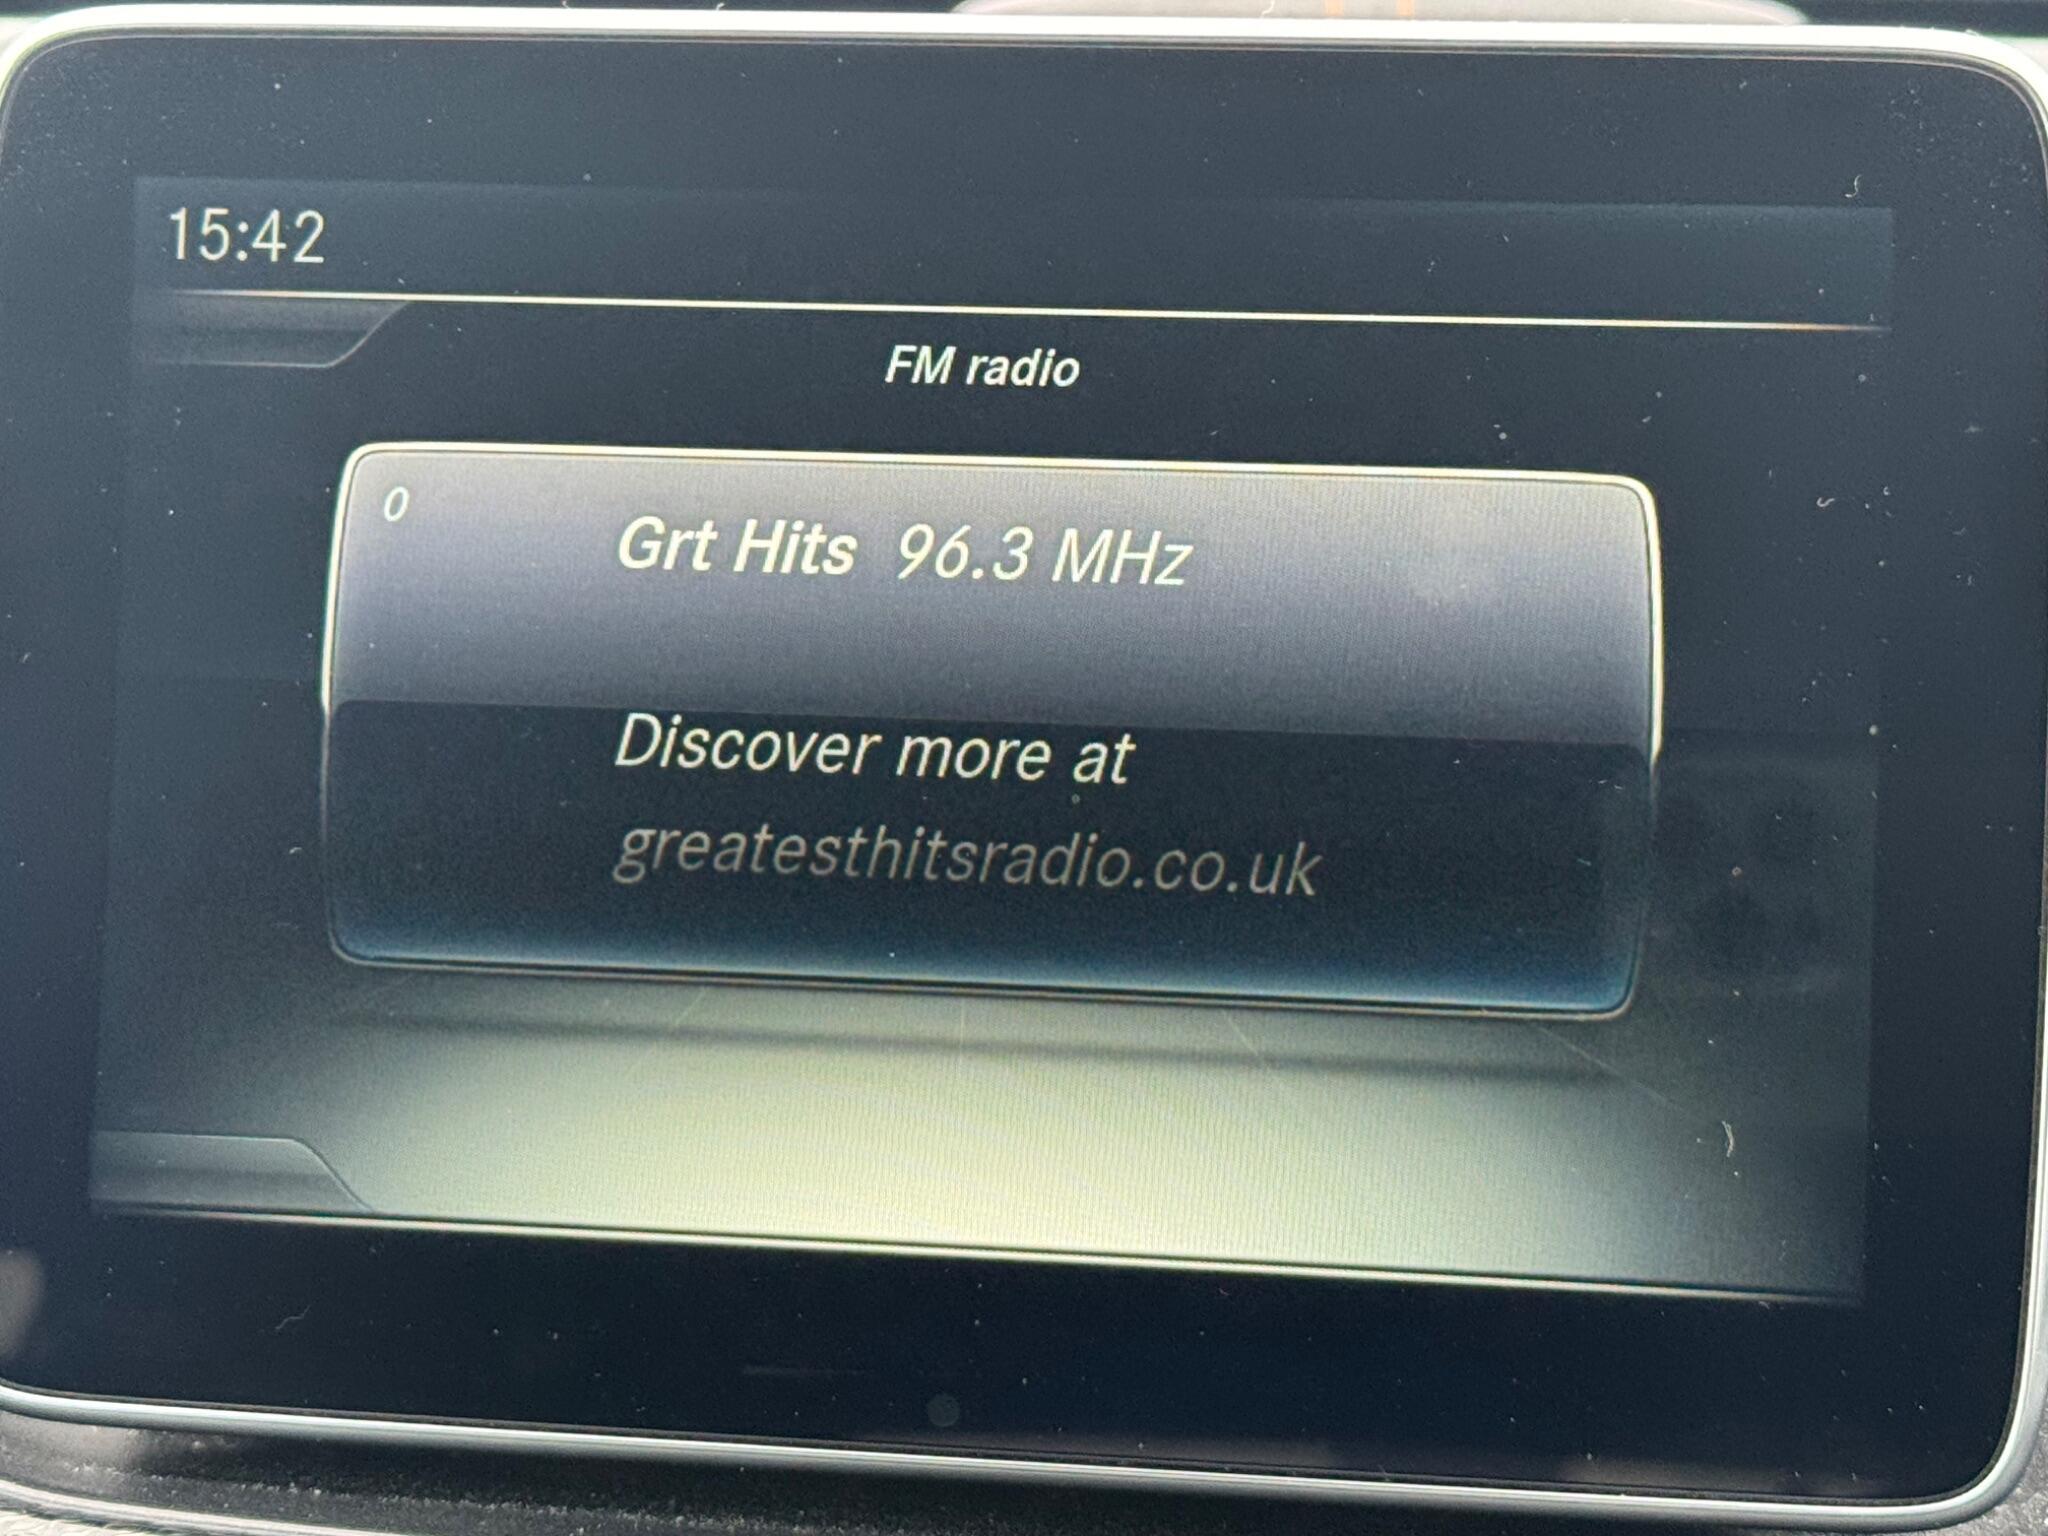 15:42
FM radio
0
Grt Hits 96.3 MHz
Discover more at
greatesthitsradio.co.uk